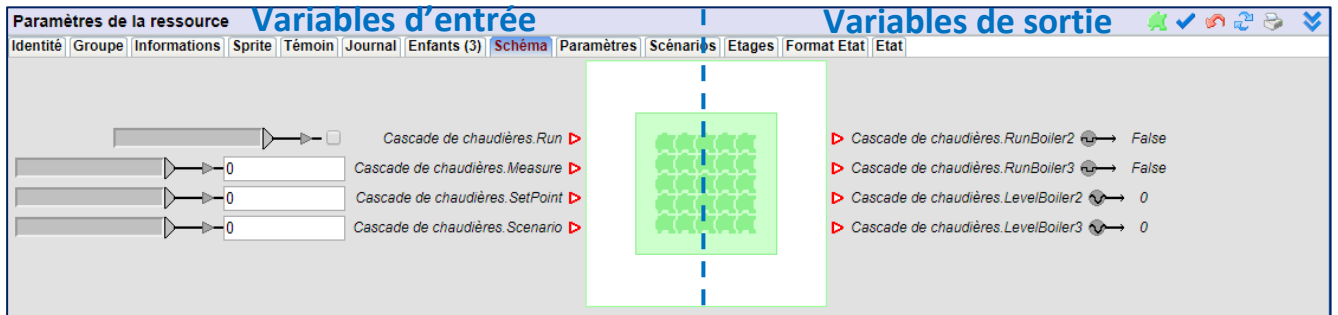 Paramètres de la ressource
Variables d’entrée
Variables de sortie
Identité Groupe Informations Sprite Témoin Journal Enfants (3) Schéma Paramètres Scénarios Etages Format Etat Etat
Cascade de chaudières.Run
Cascade de chaudières.RunBoiler2 False
0 Cascade de chaudières.Measure
Cascade de chaudières.RunBoiler3 False
0 Cascade de chaudières.SetPoint
Cascade de chaudières.LevelBoiler2 0
0 Cascade de chaudières.Scenario
Cascade de chaudières.LevelBoiler3 0